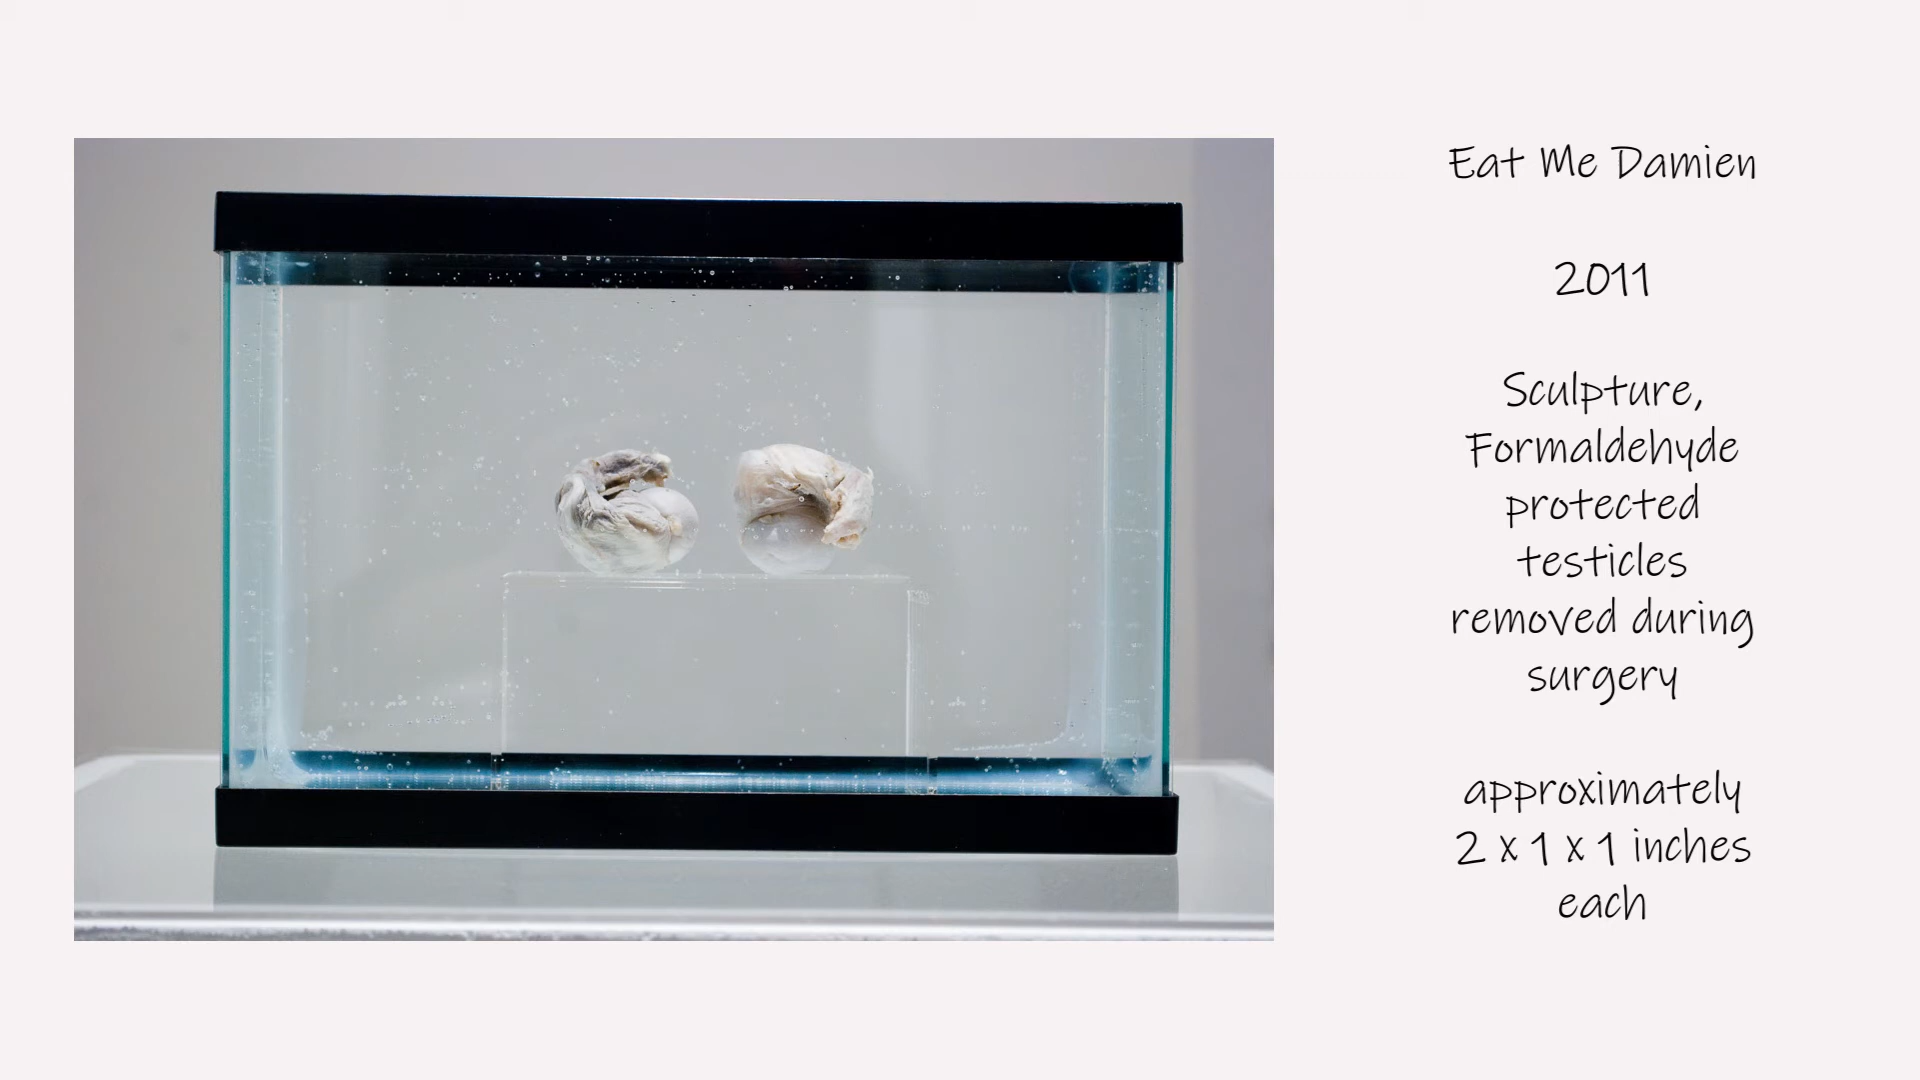 Eat Me Damien
2011
Sculpture,
Formaldehyde
protected
testicles
removed during
surgery
approximately
2 x 1 x 1 inches
each